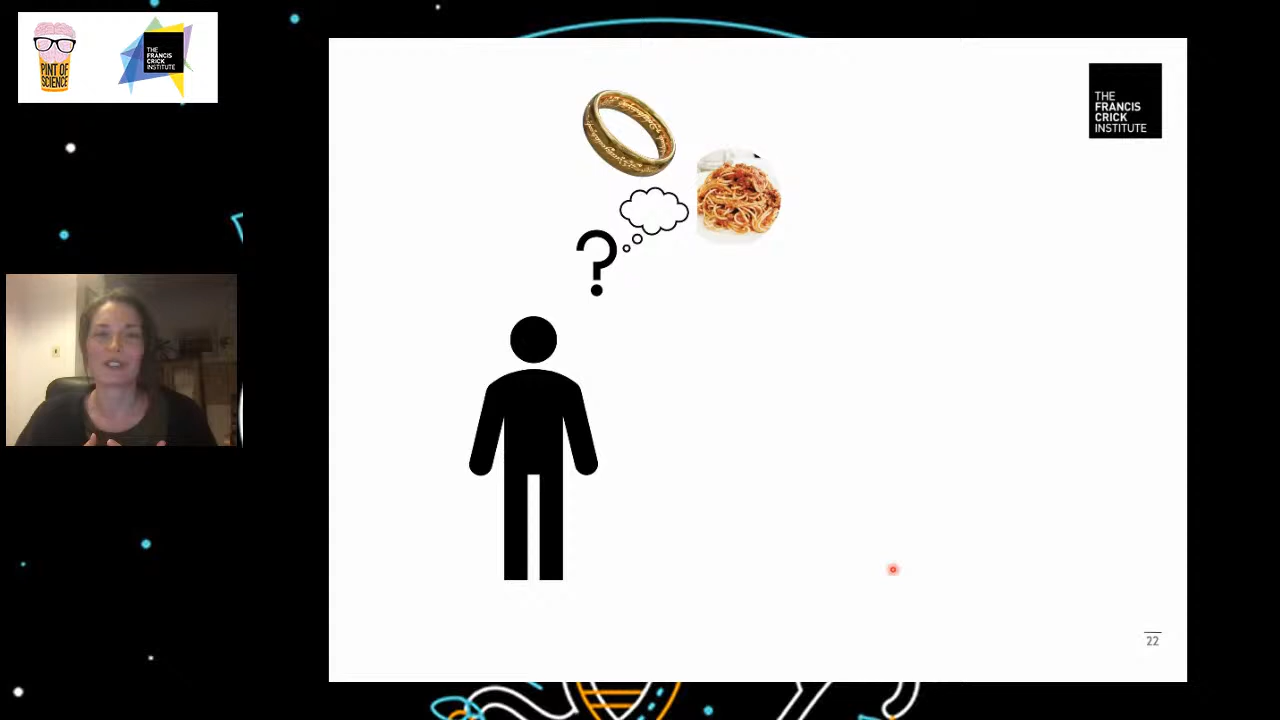 PINT OF
SCIENCE
THE
FRANCIS
CRICK
INSTITUTE
THE
FRANCIS
CRICK
INSTITUTE
?
22